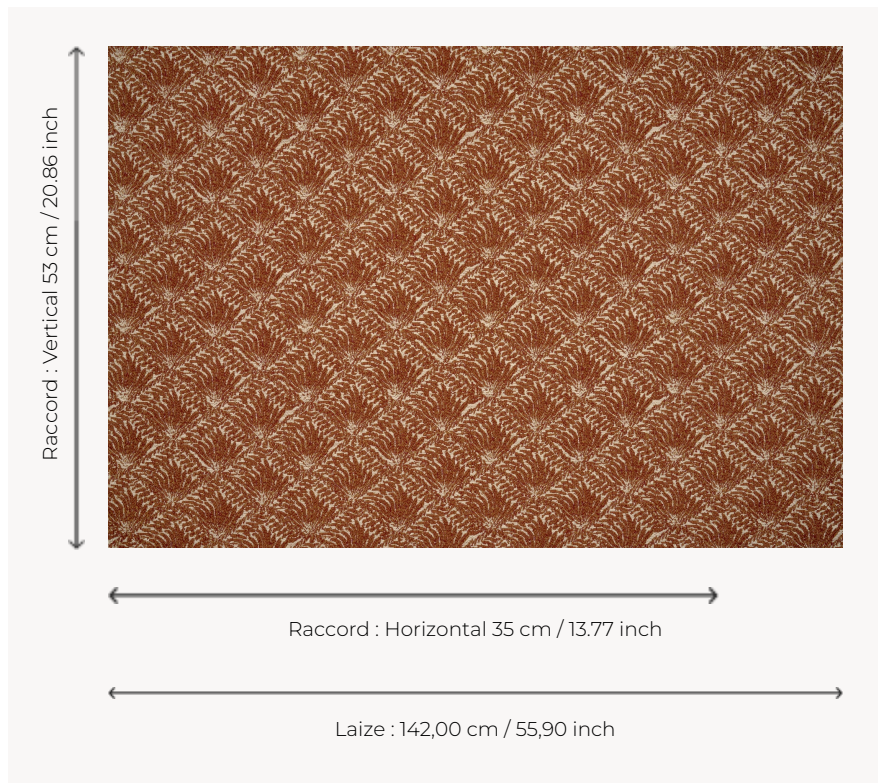 Raccord : Vertical 53 cm / 20.86 inch
Raccord : Horizontal 35 cm / 13.77 inch
Laize : 142,00 cm / 55,90 inch